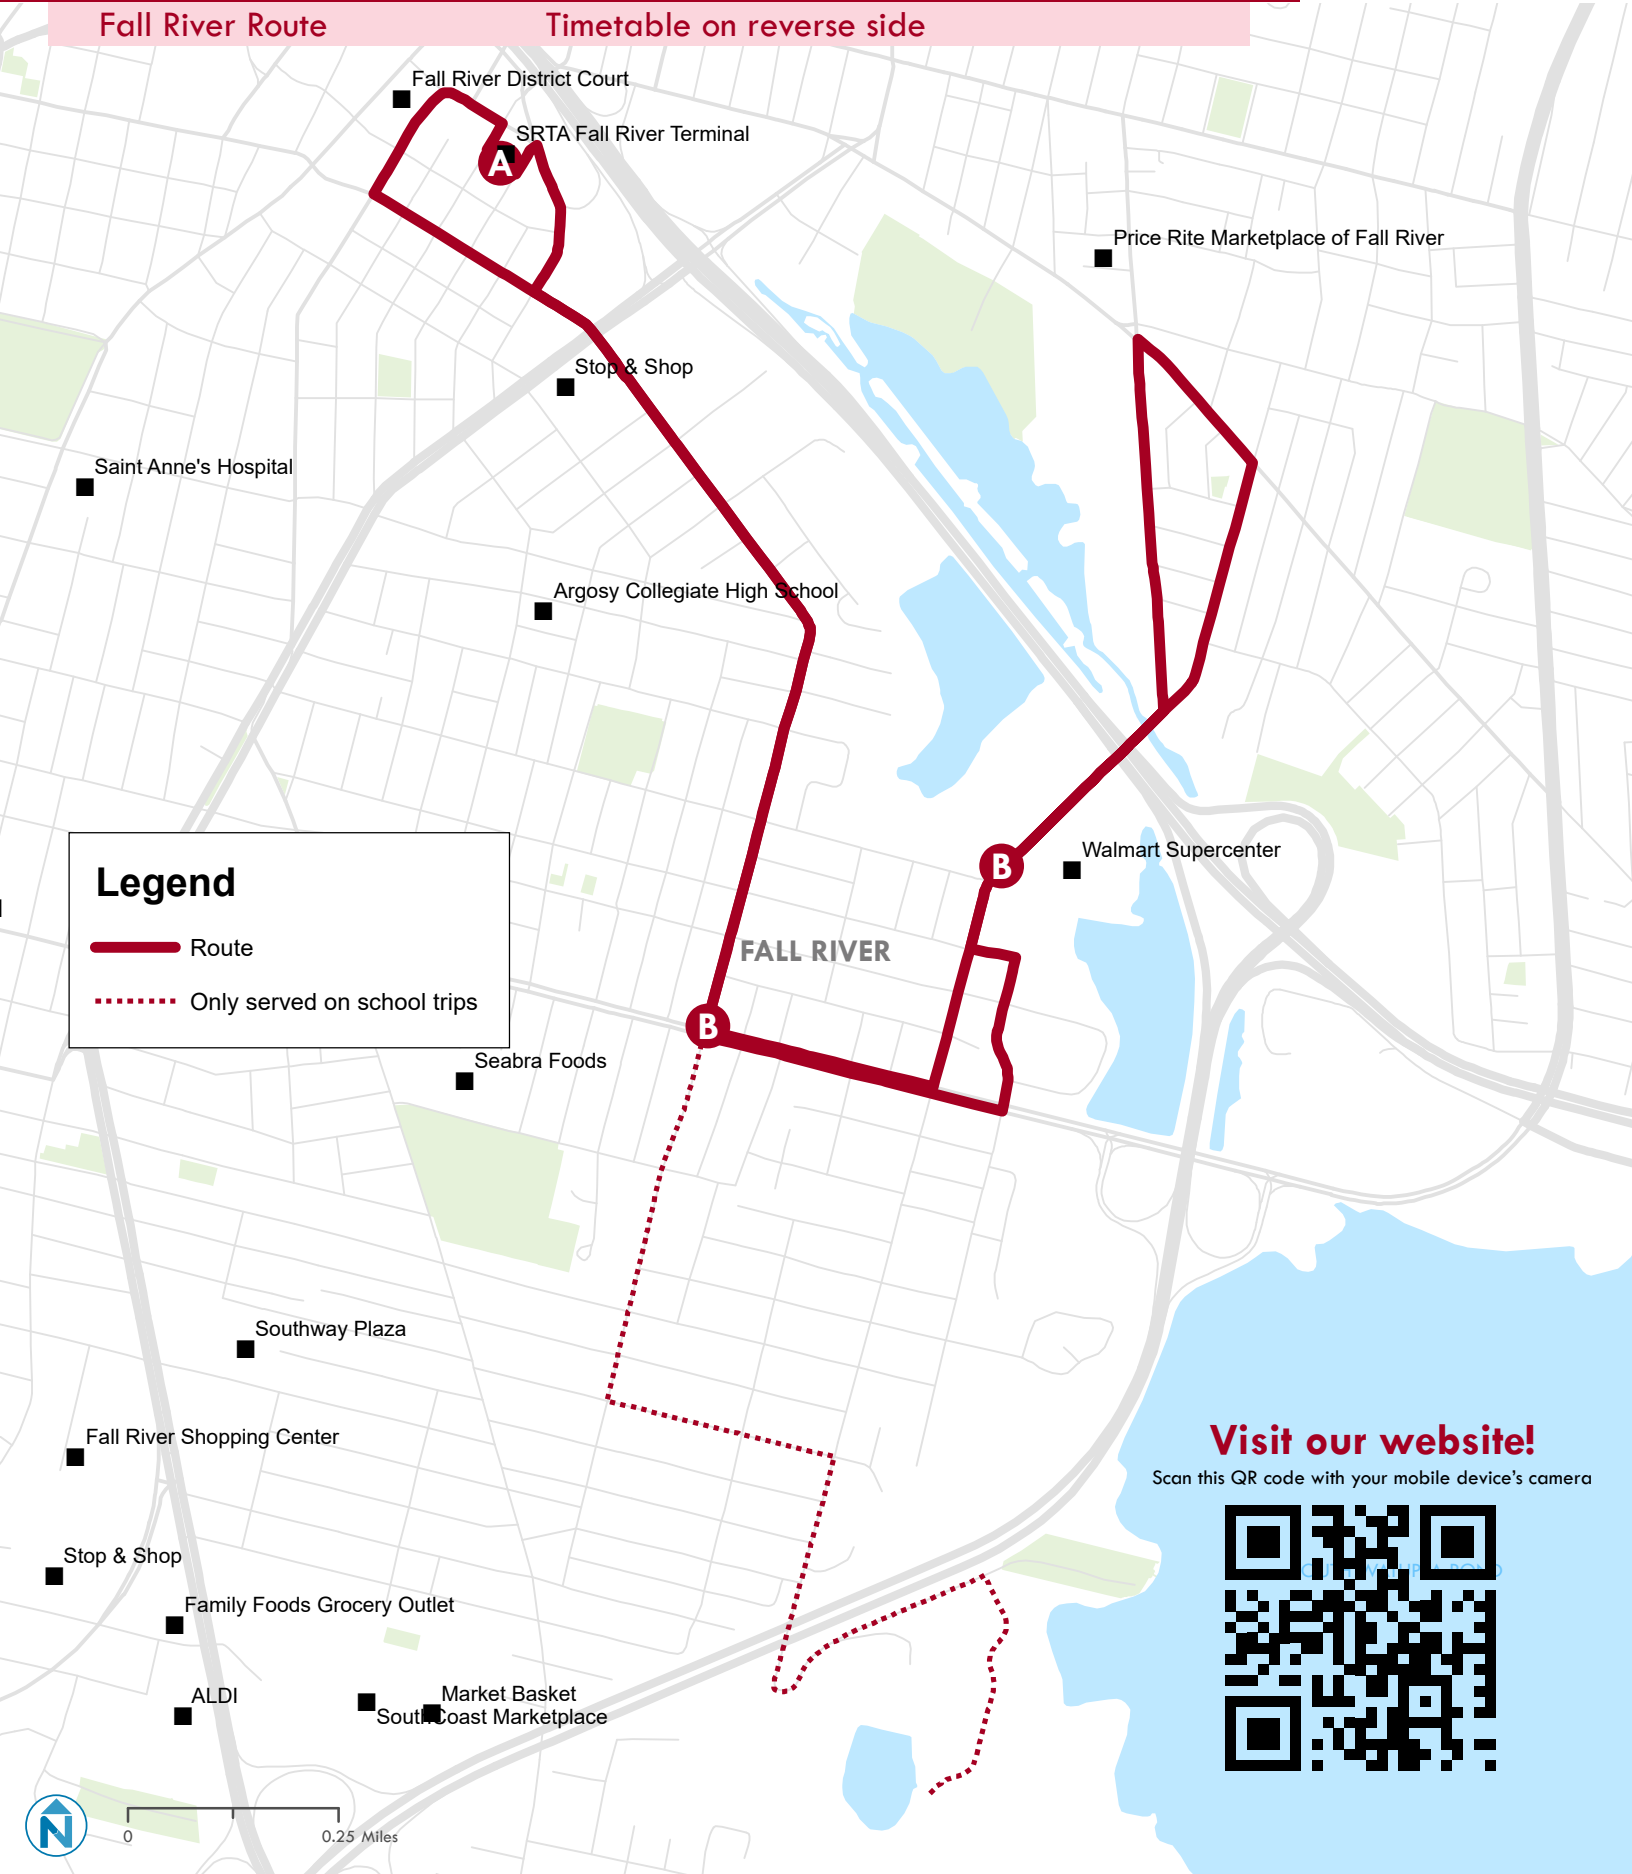 Fall River Route
Timetable on reverse side
Fall River District Court
SRTA Fall River Terminal
A
Price Rite Marketplace of Fall River
Stop & Shop
Saint Anne's Hospital
Argosy Collegiate High School
Legend
Route
Only served on school trips
Walmart Supercenter
B
FALL RIVER
B
Seabra Foods
Southway Plaza
Fall River Shopping Center
Visit our website!
Scan this QR code with your mobile device's camera
Stop & Shop
Family Foods Grocery Outlet
ALDI
Market Basket
SouthCoast Marketplace
N
0
0.25 Miles